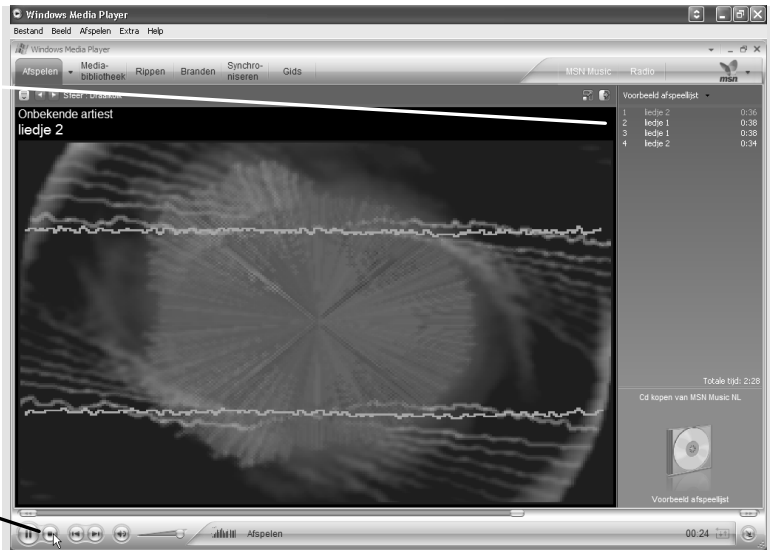 Windows Media Player
Bestand Beeld Afspelen Extra Help
Windows Media Player
Afspelen
Media-
bibliotheek
Rippen
Branden
Synchro-
niseren
Gids
MSN Music
Radio
msn
Sfeer:
Voorbeeld afspeellijst
Onbekende artiest
liedje 2
1 liedje 2 0:36
2 liedje 1 0:38
3 liedje 1 0:38
4 liedje 2 0:34
Totale tijd: 2:28
Cd kopen van MSN Music NL
Voorbeeld afspeellijst
Afspelen
00:24